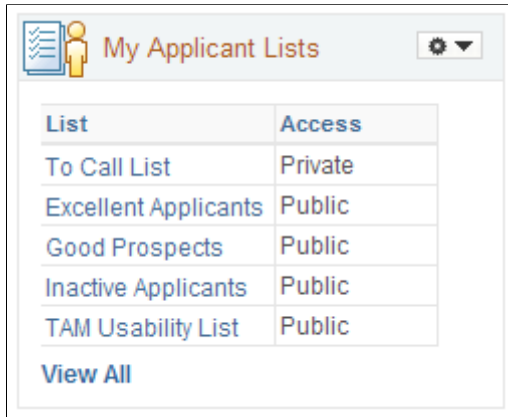 My Applicant Lists
List Access
To Call List Private
Excellent Applicants Public
Good Prospects Public
Inactive Applicants Public
TAM Usability List Public
View All